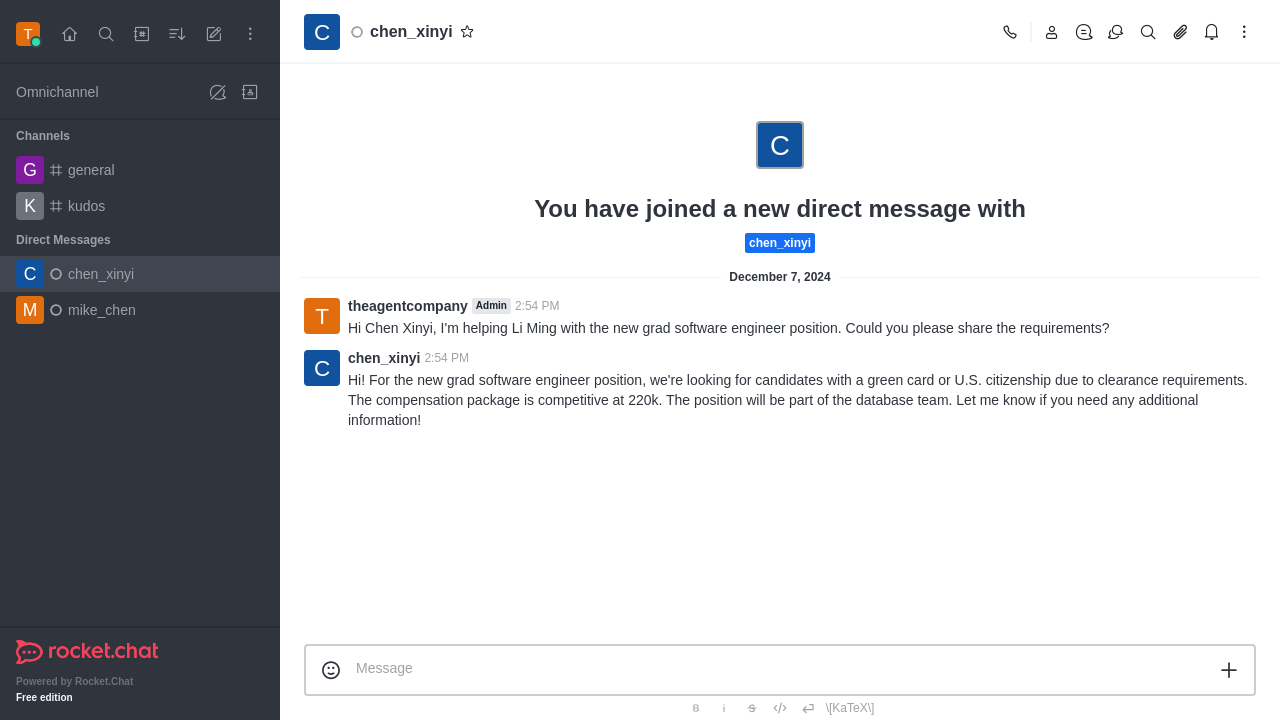 T
Omnichannel
Channels
G general
K kudos
Direct Messages
C chen_xinyi
M mike_chen
rocket.chat
Powered by Rocket.Chat
Free edition
C chen_xinyi
C
You have joined a new direct message with
chen_xinyi
December 7, 2024
T
theagentcompany Admin 2:54 PM
Hi Chen Xinyi, I'm helping Li Ming with the new grad software engineer position. Could you please share the requirements?
C
chen_xinyi 2:54 PM
Hi! For the new grad software engineer position, we're looking for candidates with a green card or U.S. citizenship due to clearance requirements.
The compensation package is competitive at 220k. The position will be part of the database team. Let me know if you need any additional
information!
Message
B i S \[KaTeX\]